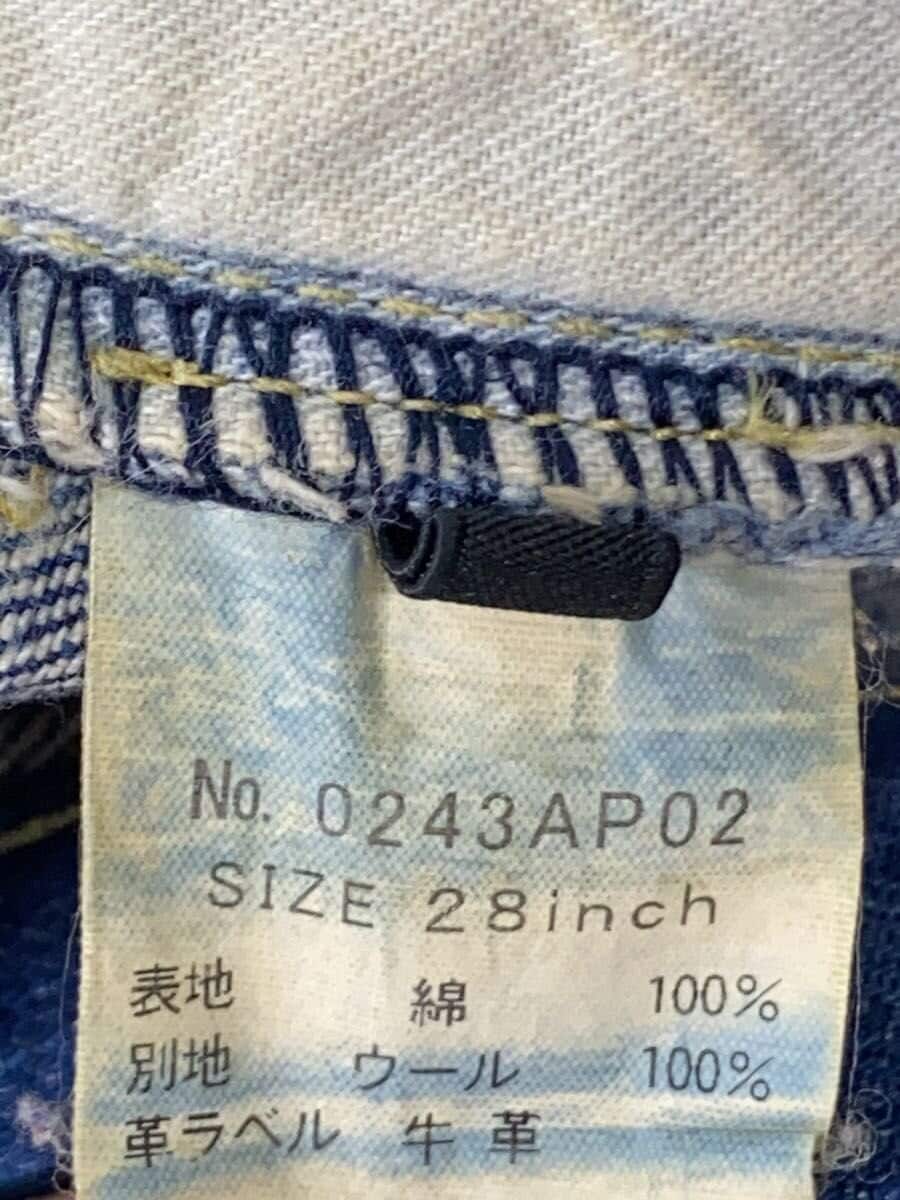 No. 0243AP02
SIZE 28inch
表地 綿 100%
別地 ウール 100%
革ラベル 牛革